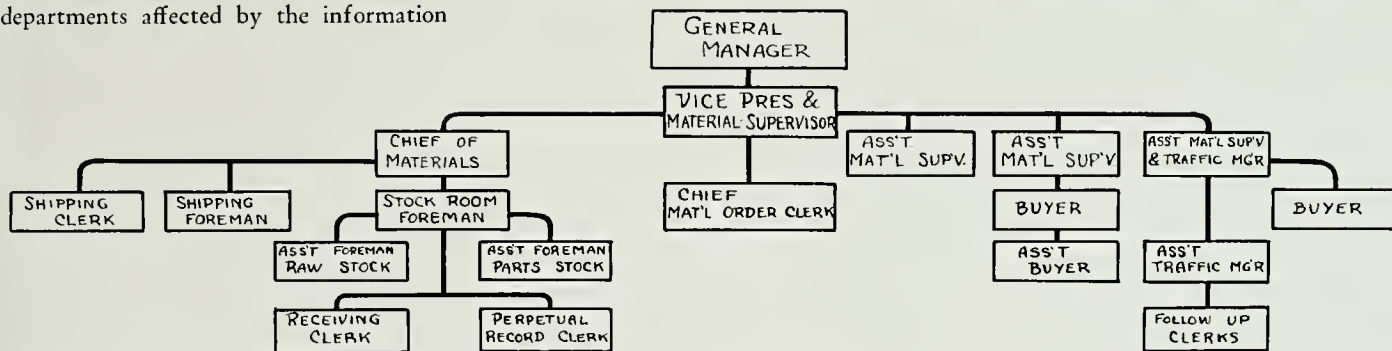 departments affected by the information
GENERAL
MANAGER
VICE PRES &
MATERIAL-SUPERVISOR
CHIEF OF
MATERIALS
ASS'T
MAT'L SUPV.
ASS'T
MAT'L SUP'V
ASS'T MAT'L SUP'V
& TRAFFIC MG'R
SHIPPING
CLERK
SHIPPING
FOREMAN
STOCK ROOM
FOREMAN
CHIEF
MAT'L ORDER CLERK
BUYER
BUYER
ASS'T FOREMAN
RAW STOCK
ASS'T FOREMAN
PARTS STOCK
ASS'T
BUYER
ASS'T
TRAFFIC MG'R
RECEIVING
CLERK
PERPETUAL
RECORD CLERK
FOLLOW UP
CLERKS